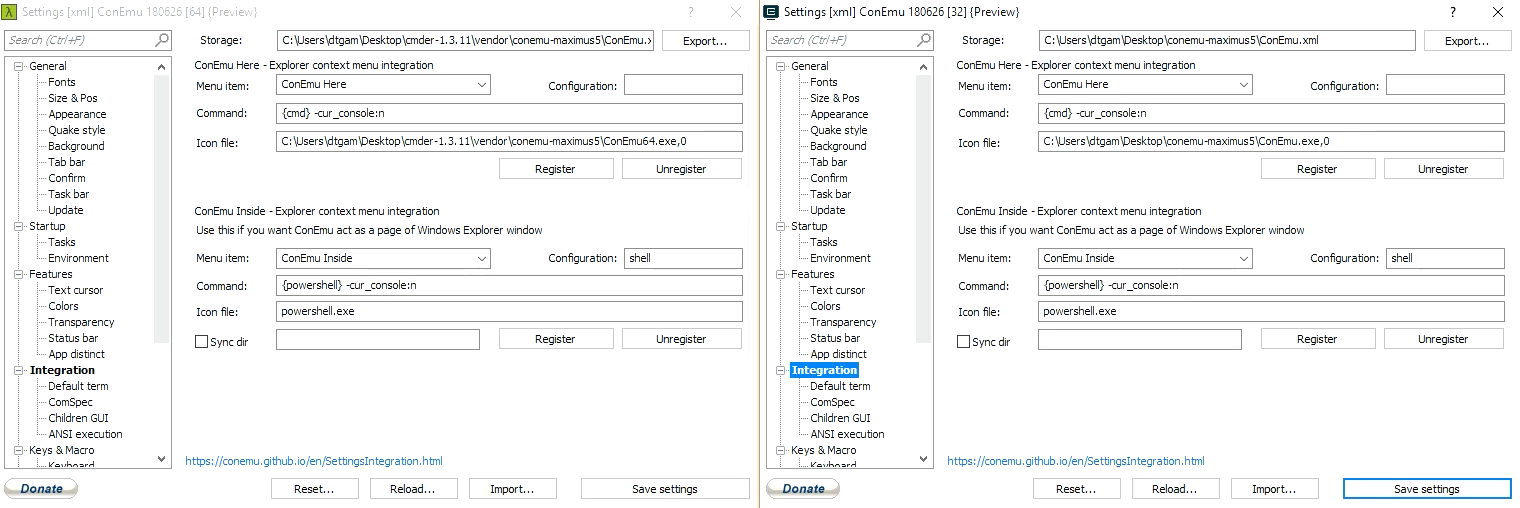 Settings [xml] ConEmu 180626 [64] {Preview}
Search (Ctrl+F)
Storage:
C:\Users\dtgam\Desktop\cmder-1.3.11\vendor\conemu-maximus5\ConEmu.x
Export...
General
Fonts
Size & Pos
Appearance
Quake style
Background
Tab bar
Confirm
Task bar
Update
Startup
Tasks
Environment
Features
Text cursor
Colors
Transparency
Status bar
App distinct
Integration
Default term
ComSpec
Children GUI
ANSI execution
Keys & Macro
Keyboard
ConEmu Here - Explorer context menu integration
Menu item:
ConEmu Here
Configuration:
Command:
{cmd} -cur_console:n
Icon file:
C:\Users\dtgam\Desktop\cmder-1.3.11\vendor\conemu-maximus5\ConEmu64.exe,0
Register
Unregister
ConEmu Inside - Explorer context menu integration
Use this if you want ConEmu act as a page of Windows Explorer window
Menu item:
ConEmu Inside
Configuration:
shell
Command:
{powershell} -cur_console:n
Icon file:
powershell.exe
Sync dir
Register
Unregister
https://conemu.github.io/en/SettingsIntegration.html
Donate
Reset...
Reload...
Import...
Save settings
Settings [xml] ConEmu 180626 [32] {Preview}
Search (Ctrl+F)
Storage:
C:\Users\dtgam\Desktop\conemu-maximus5\ConEmu.xml
Export...
General
Fonts
Size & Pos
Appearance
Quake style
Background
Tab bar
Confirm
Task bar
Update
Startup
Tasks
Environment
Features
Text cursor
Colors
Transparency
Status bar
App distinct
Integration
Default term
ComSpec
Children GUI
ANSI execution
Keys & Macro
Keyboard
ConEmu Here - Explorer context menu integration
Menu item:
ConEmu Here
Configuration:
Command:
{cmd} -cur_console:n
Icon file:
C:\Users\dtgam\Desktop\conemu-maximus5\ConEmu.exe,0
Register
Unregister
ConEmu Inside - Explorer context menu integration
Use this if you want ConEmu act as a page of Windows Explorer window
Menu item:
ConEmu Inside
Configuration:
shell
Command:
{powershell} -cur_console:n
Icon file:
powershell.exe
Sync dir
Register
Unregister
https://conemu.github.io/en/SettingsIntegration.html
Donate
Reset...
Reload...
Import...
Save settings